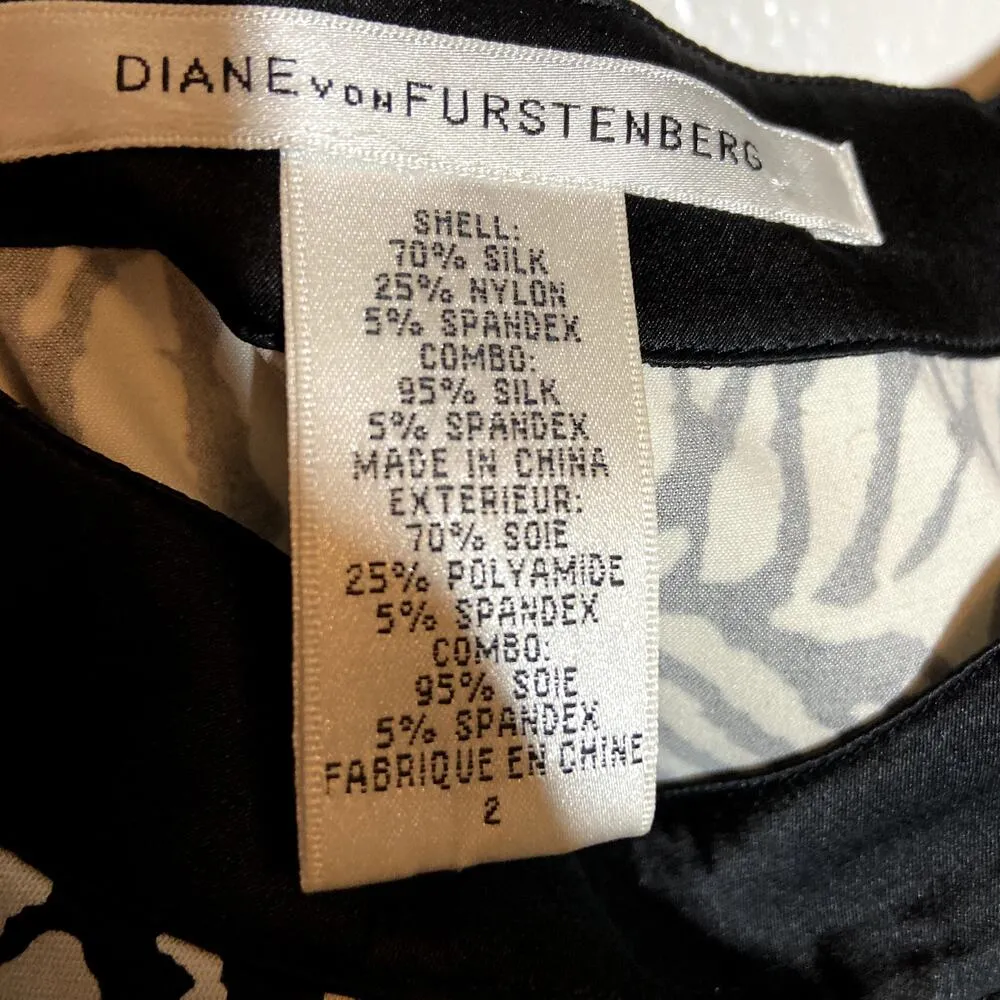 DIANE VON FURSTENBERG
SHELL:
70% SILK
25% NYLON
5% SPANDEX
COMBO:
95% SILK
5% SPANDEX
MADE IN CHINA
EXTERIEUR:
70% SOIE
25% POLYAMIDE
5% SPANDEX
COMBO:
95% SOIE
5% SPANDEX
FABRIQUE EN CHINE
2